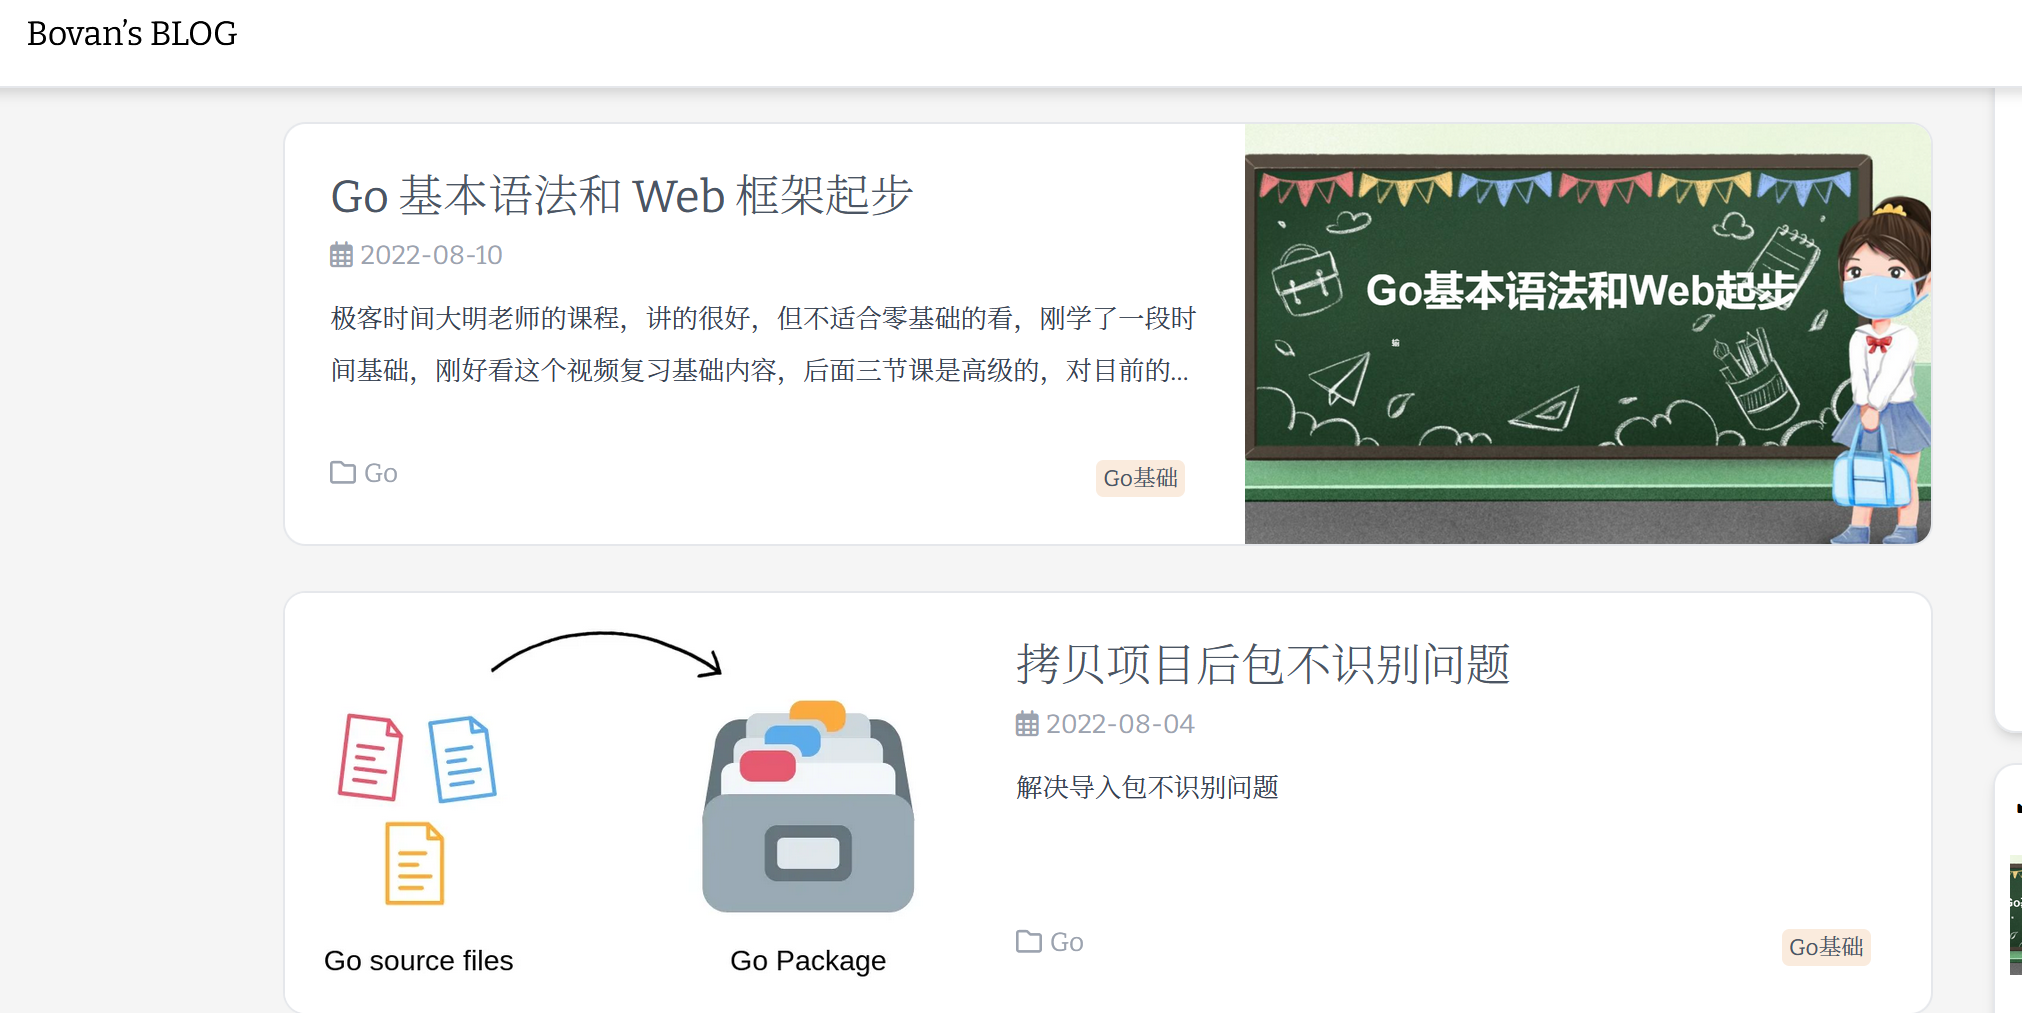 Bovan’s BLOG
Go 基本语法和 Web 框架起步
2022-08-10
极客时间大明老师的课程，讲的很好，但不适合零基础的看，刚学了一段时
间基础，刚好看这个视频复习基础内容，后面三节课是高级的，对目前的...
Go
Go基础
Go基本语法和Web起步
拷贝项目后包不识别问题
2022-08-04
解决导入包不识别问题
Go
Go基础
Go source files
Go Package